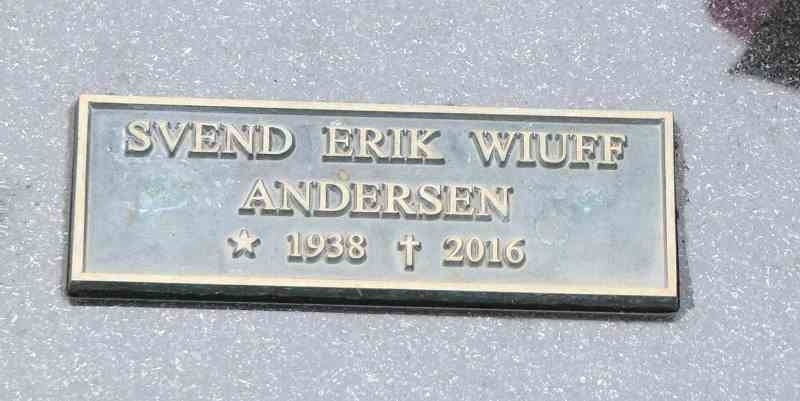 SVEND ERIK WIUFF
ANDERSEN
★ 1938 ✝ 2016